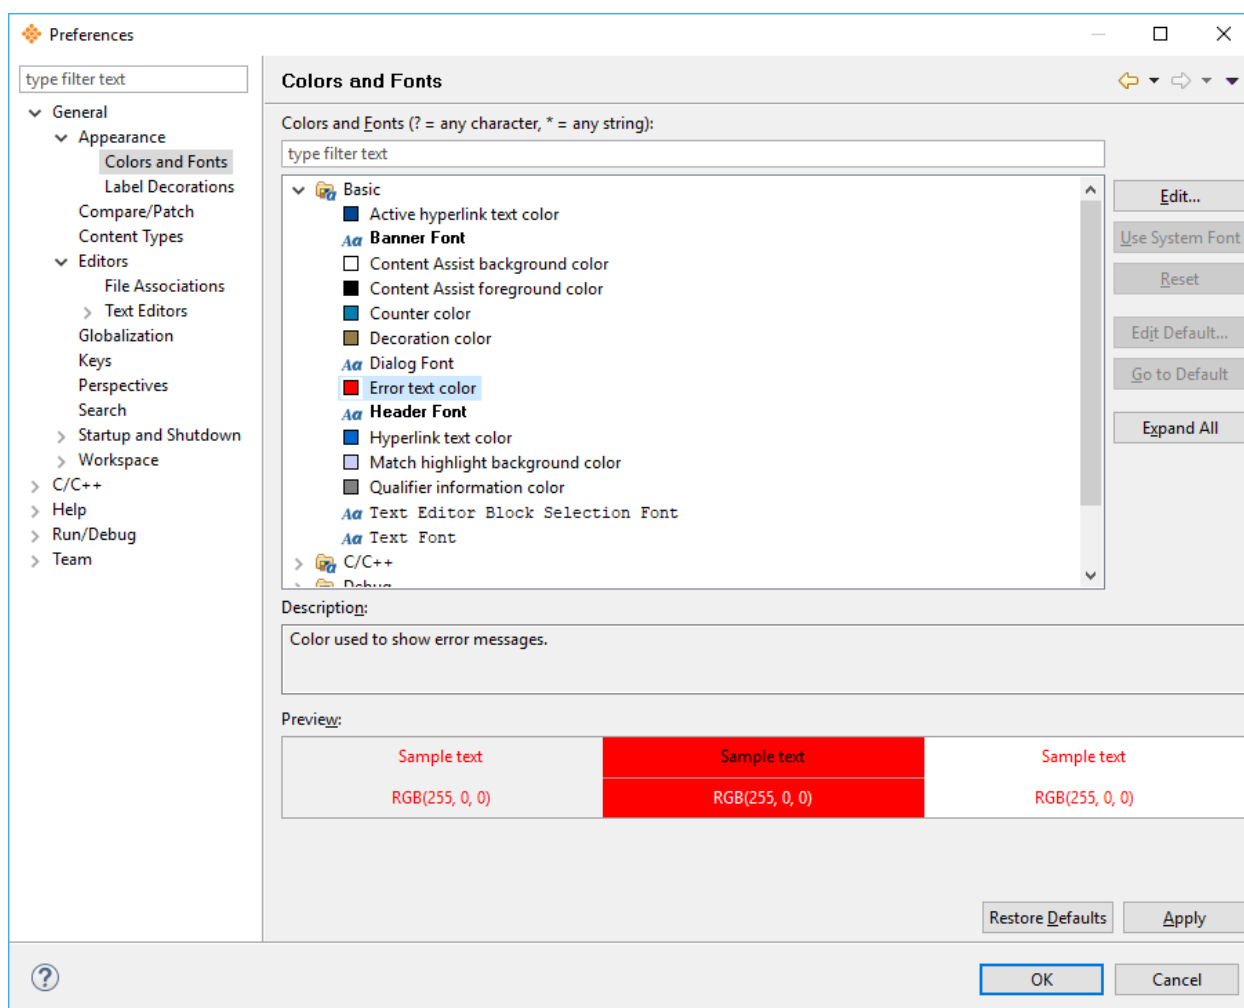 Preferences
type filter text
General
Appearance
Colors and Fonts
Label Decorations
Compare/Patch
Content Types
Editors
File Associations
Text Editors
Globalization
Keys
Perspectives
Search
Startup and Shutdown
Workspace
C/C++
Help
Run/Debug
Team
Colors and Fonts
Colors and Fonts (? = any character, * = any string):
type filter text
Basic
Active hyperlink text color
Aa Banner Font
Content Assist background color
Content Assist foreground color
Counter color
Decoration color
Aa Dialog Font
Error text color
Aa Header Font
Hyperlink text color
Match highlight background color
Qualifier information color
Aa Text Editor Block Selection Font
Aa Text Font
C/C++
Debug
Edit...
Use System Font
Reset
Edit Default...
Go to Default
Expand All
Description:
Color used to show error messages.
Preview:
Sample text Sample text Sample text
RGB(255, 0, 0) RGB(255, 0, 0) RGB(255, 0, 0)
Restore Defaults Apply
? OK Cancel